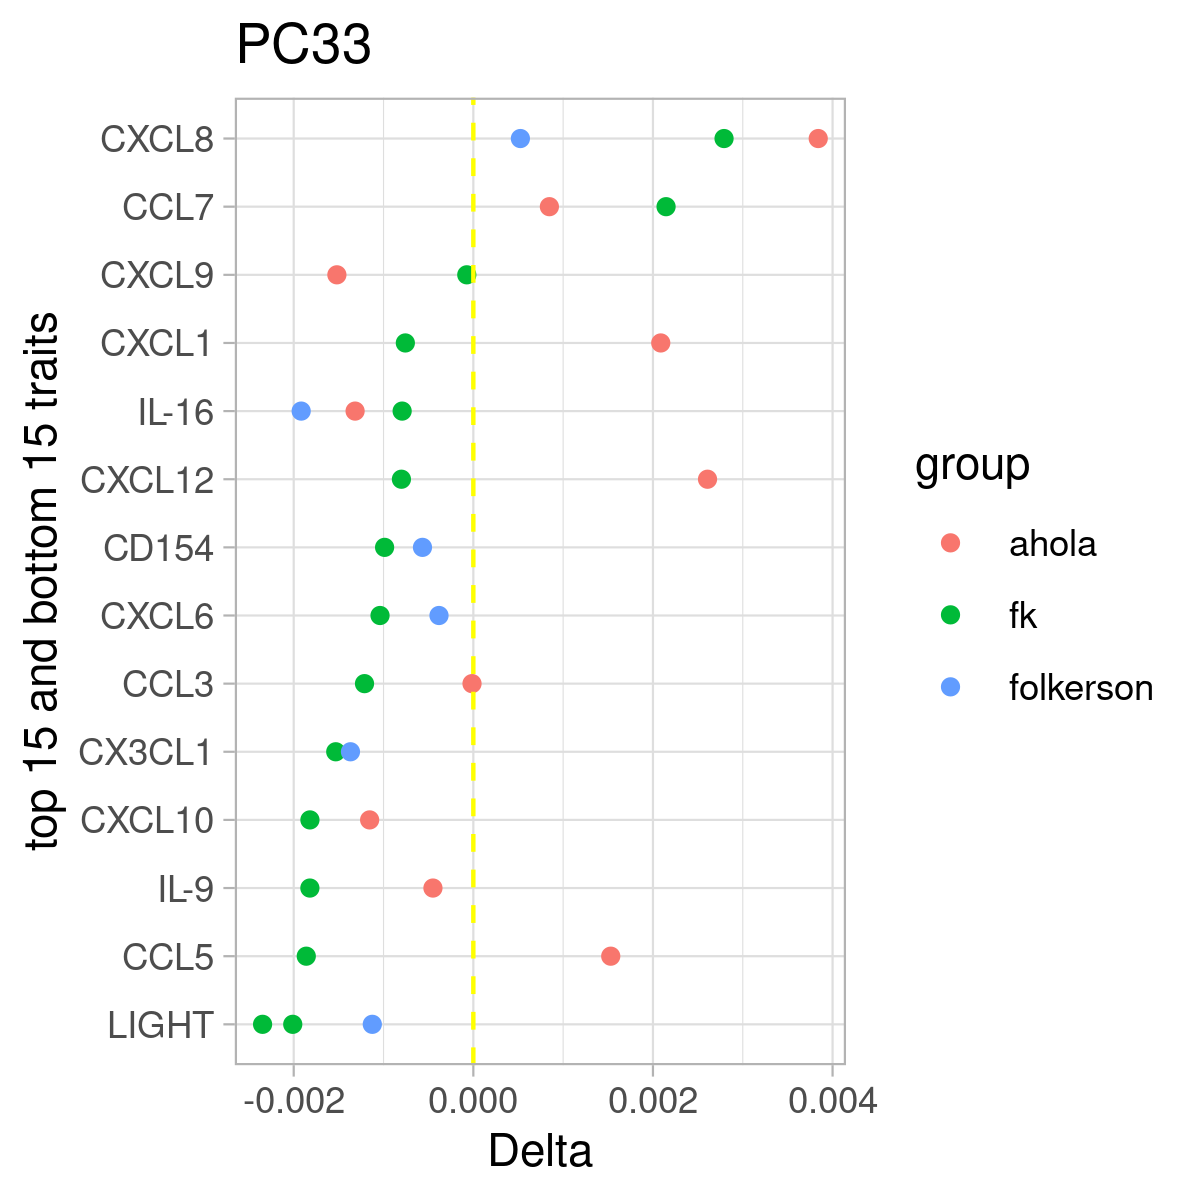 PC33
top 15 and bottom 15 traits
CXCL8
CCL7
CXCL9
CXCL1
IL-16
CXCL12
CD154
CXCL6
CCL3
CX3CL1
CXCL10
IL-9
CCL5
LIGHT
-0.002 0.000 0.002 0.004
Delta
group
ahola
fk
folkerson